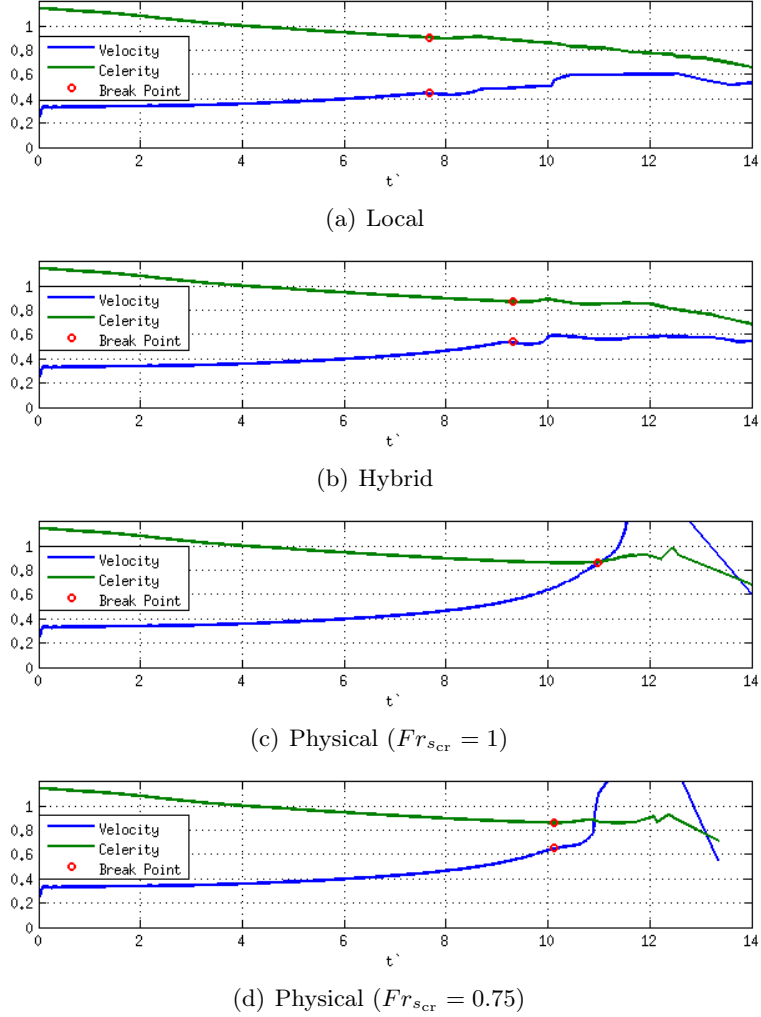 1
0.8
0.6
0.4
0.2
0
Velocity
Celerity
Break Point
0 2 4 6 8 10 12 14
t`
(a) Local
1
0.8
0.6
0.4
0.2
0
Velocity
Celerity
Break Point
0 2 4 6 8 10 12 14
t`
(b) Hybrid
1
0.8
0.6
0.4
0.2
0
Velocity
Celerity
Break Point
0 2 4 6 8 10 12 14
t`
(c) Physical (Fr_{s_{cr}} = 1)
1
0.8
0.6
0.4
0.2
0
Velocity
Celerity
Break Point
0 2 4 6 8 10 12 14
t`
(d) Physical (Fr_{s_{cr}} = 0.75)